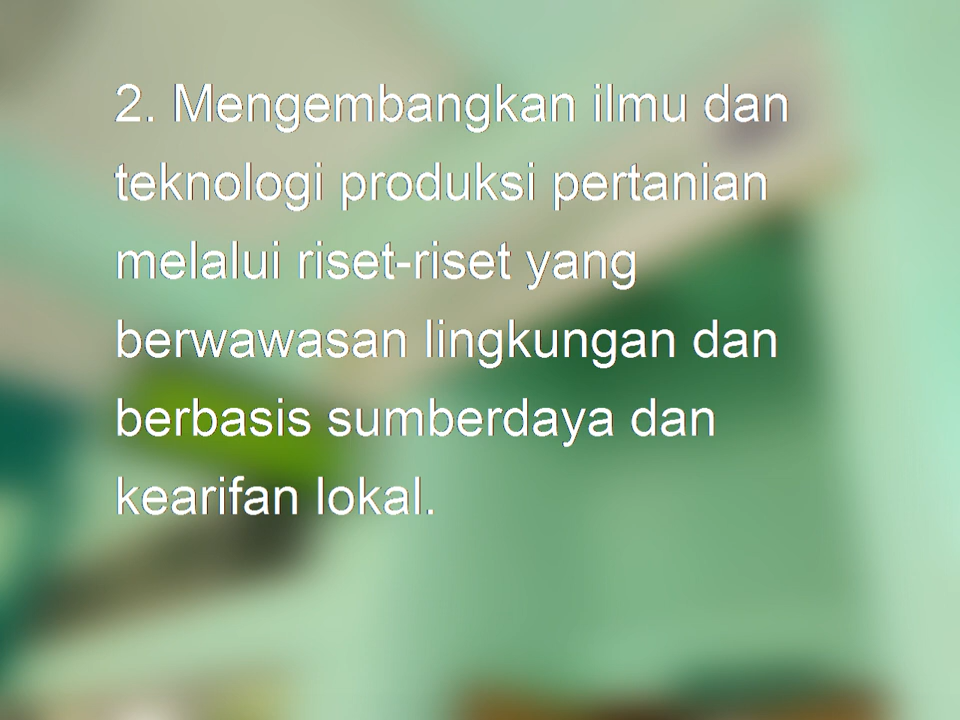 2. Mengembangkan ilmu dan
teknologi produksi pertanian
melalui riset-riset yang
berwawasan lingkungan dan
berbasis sumberdaya dan
kearifan lokal.